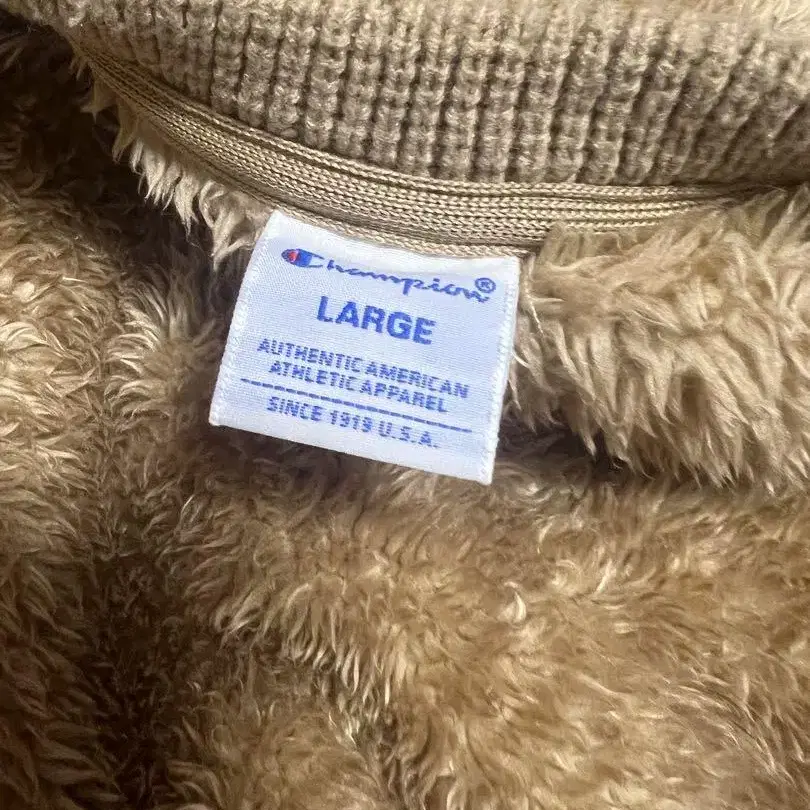 Champion®
LARGE
AUTHENTIC AMERICAN
ATHLETIC APPAREL
SINCE 1919 U.S.A.